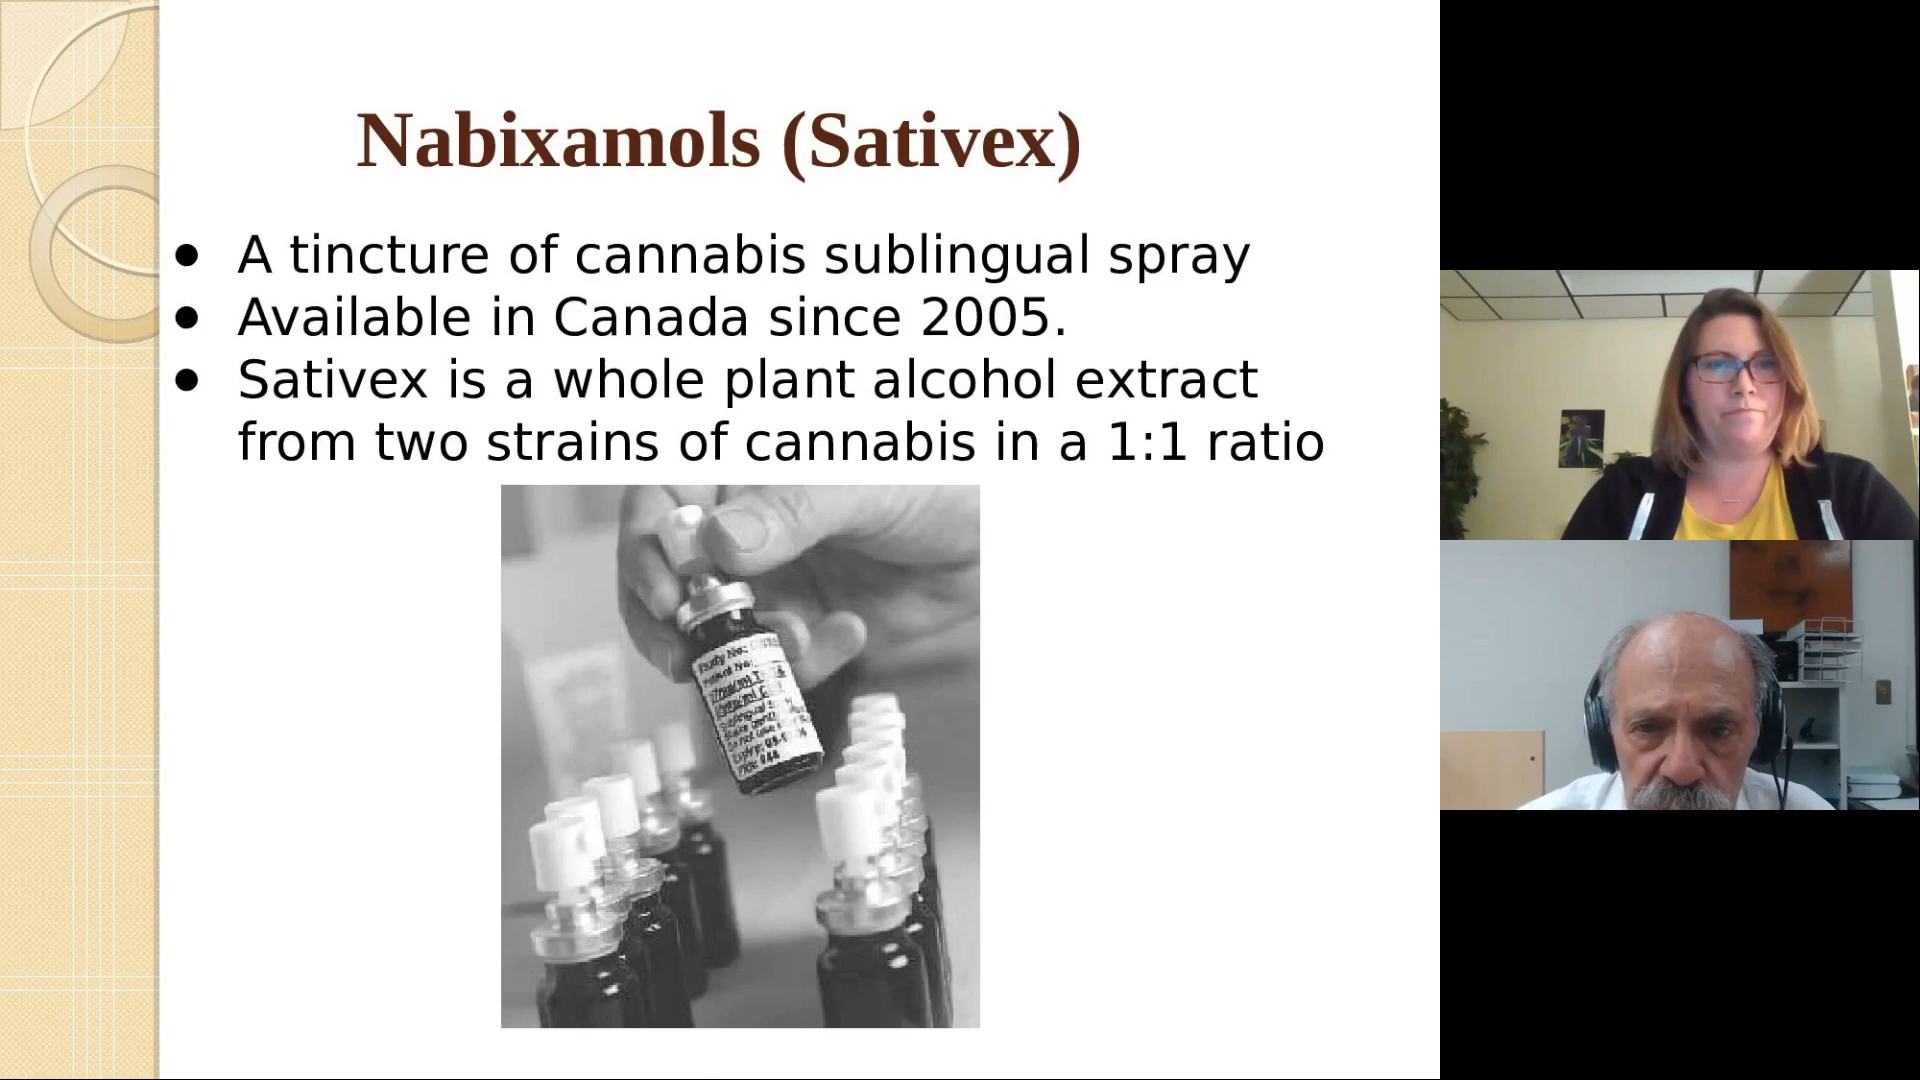 Nabixamols (Sativex)
● A tincture of cannabis sublingual spray
● Available in Canada since 2005.
● Sativex is a whole plant alcohol extract
from two strains of cannabis in a 1:1 ratio